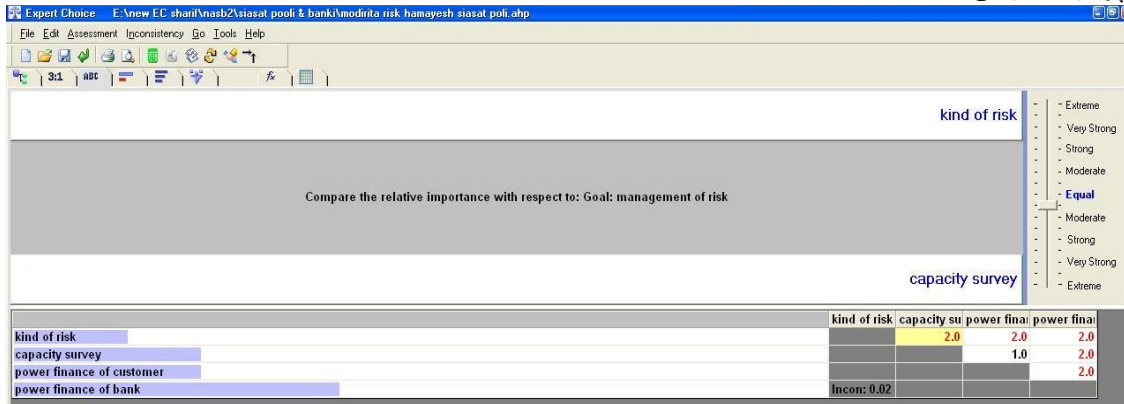 Expert Choice E:\new EC sharif\nasb2\siasat pooli & banki\modirita risk hamayesh siasat poli.ahp
File Edit Assessment Inconsistency Go Tools Help
3:1 ABC fx
kind of risk
Compare the relative importance with respect to: Goal: management of risk
capacity survey
Extreme
Very Strong
Strong
Moderate
Equal
Moderate
Strong
Very Strong
Extreme
kind of risk capacity su power finai power finai
kind of risk 2.0 2.0 2.0
capacity survey 1.0 2.0
power finance of customer 2.0
power finance of bank Incon: 0.02